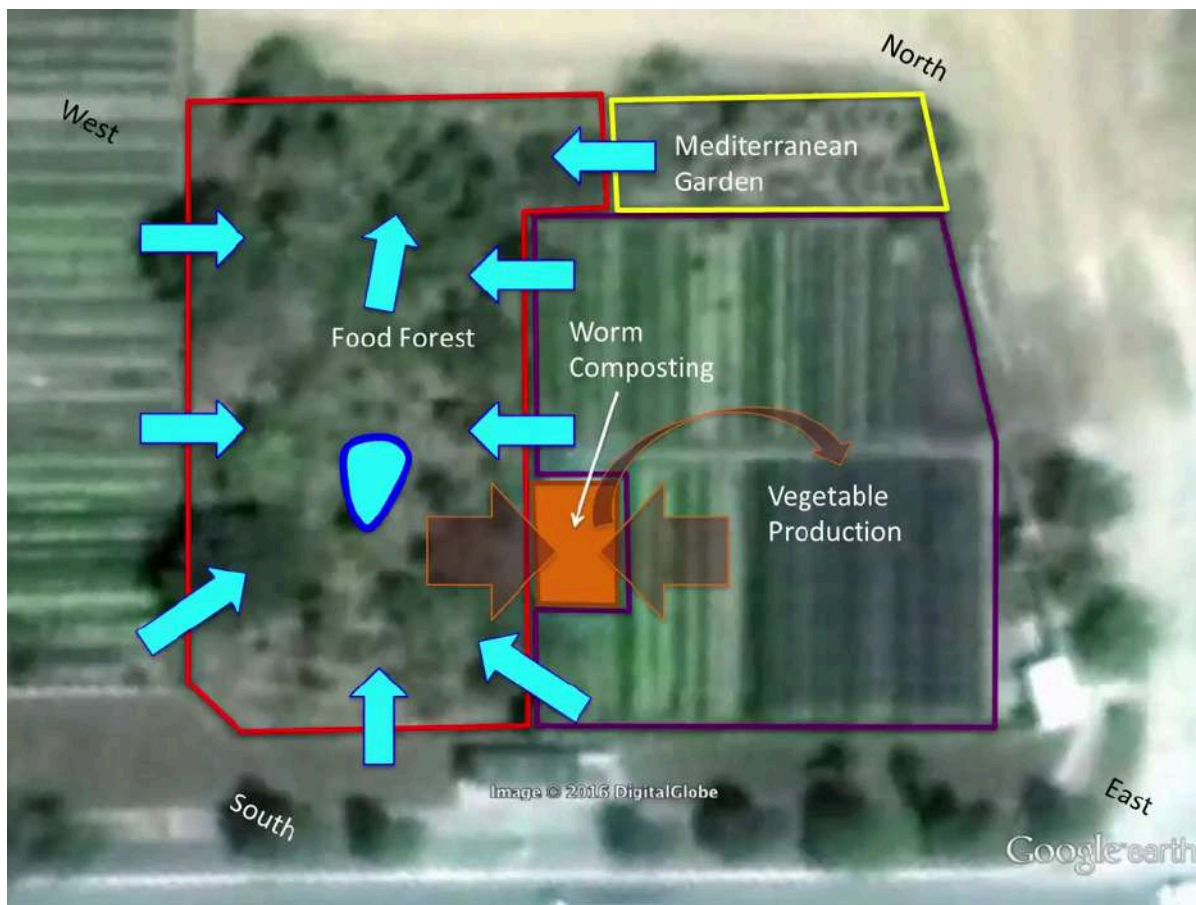 North
West
Mediterranean
Garden
Food Forest
Worm
Composting
Vegetable
Production
Image © 2016 DigitalGlobe
South
East
Google earth